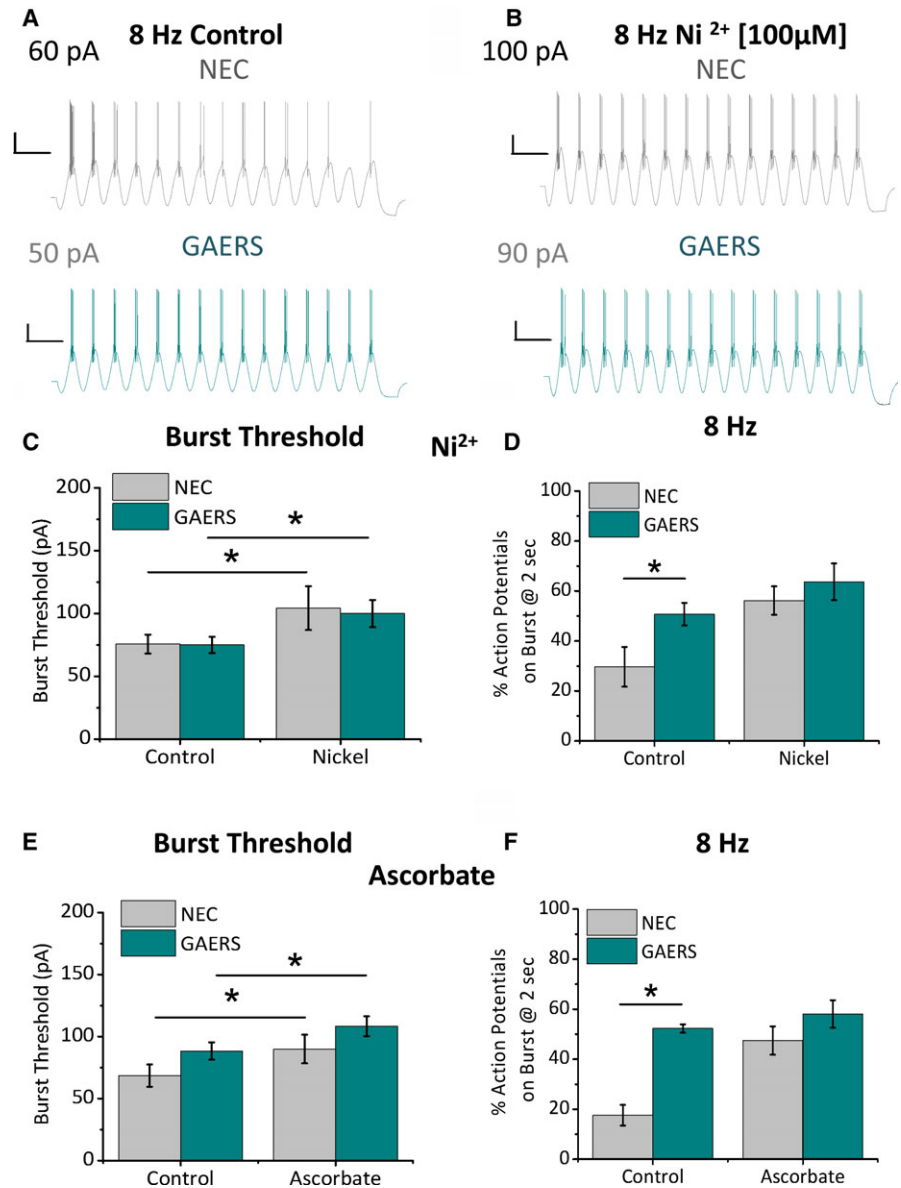 A
8 Hz Control
60 pA
NEC
50 pA
GAERS
B
8 Hz Ni ²⁺ [100µM]
100 pA
NEC
90 pA
GAERS
C
Burst Threshold
Ni²⁺
Burst Threshold (pA)
200
150
100
50
0
NEC
GAERS
*
*
Control
Nickel
D
8 Hz
% Action Potentials
on Burst @ 2 sec
100
80
60
40
20
0
NEC
GAERS
*
Control
Nickel
E
Burst Threshold
Ascorbate
Burst Threshold (pA)
200
150
100
50
0
NEC
GAERS
*
*
Control
Ascorbate
F
8 Hz
% Action Potentials
on Burst @ 2 sec
100
80
60
40
20
0
NEC
GAERS
*
Control
Ascorbate